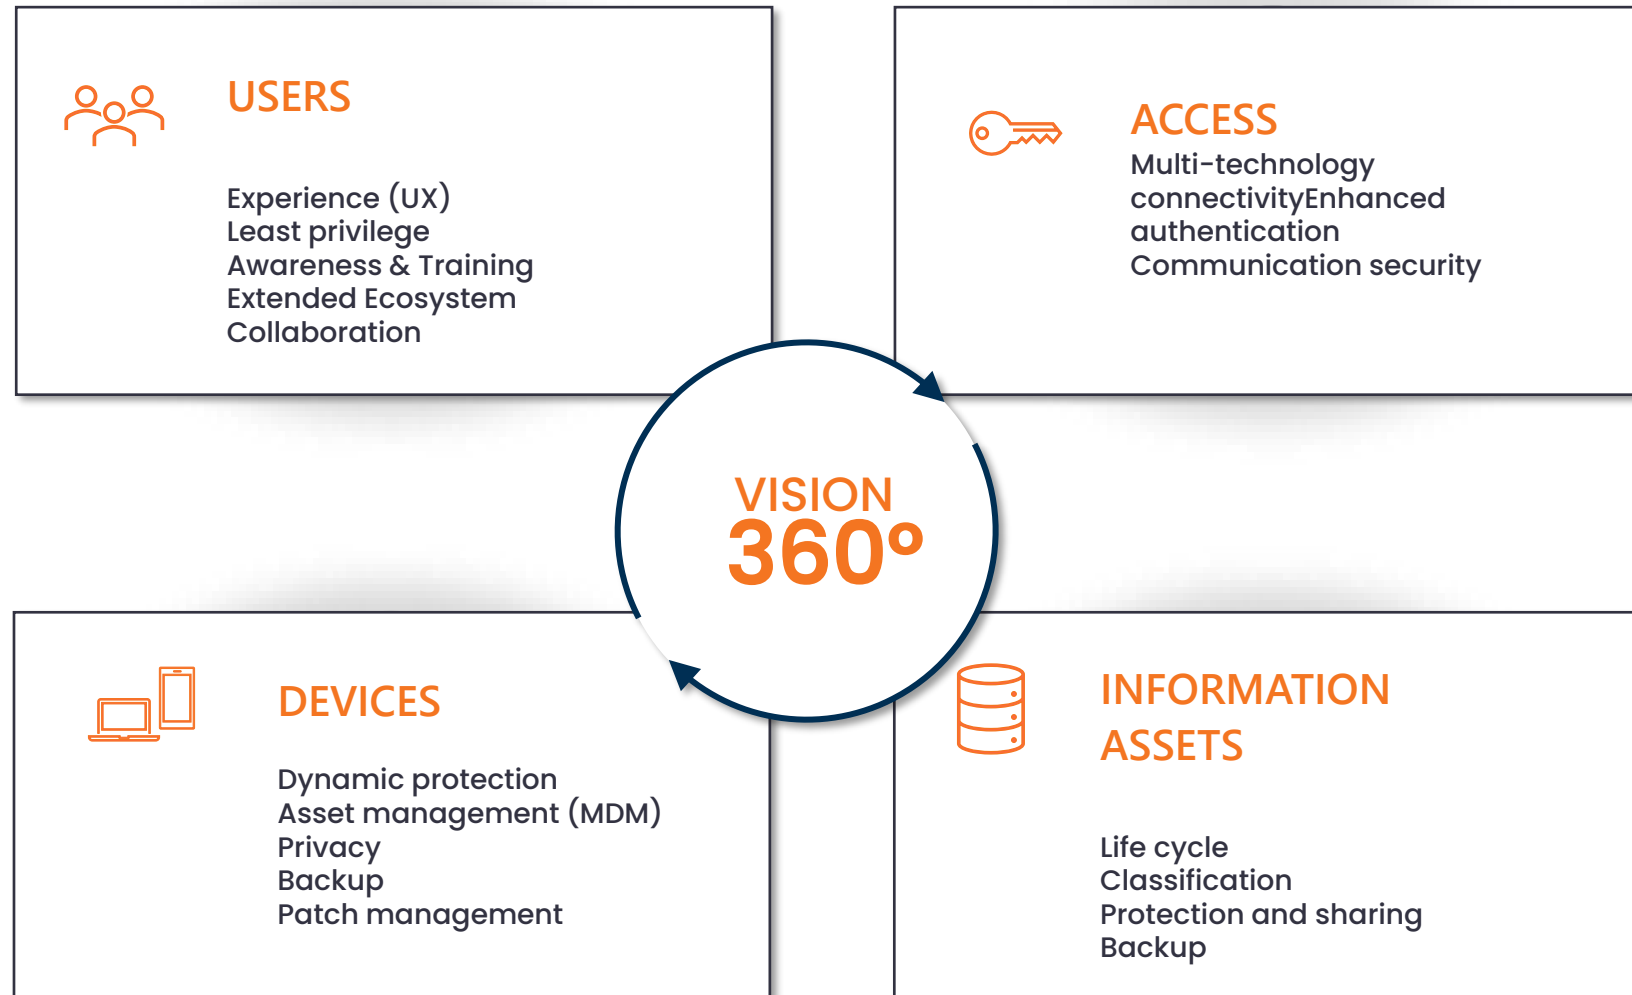 USERS
Experience (UX)
Least privilege
Awareness & Training
Extended Ecosystem
Collaboration
ACCESS
Multi-technology
connectivityEnhanced
authentication
Communication security
VISION
360º
DEVICES
Dynamic protection
Asset management (MDM)
Privacy
Backup
Patch management
INFORMATION
ASSETS
Life cycle
Classification
Protection and sharing
Backup